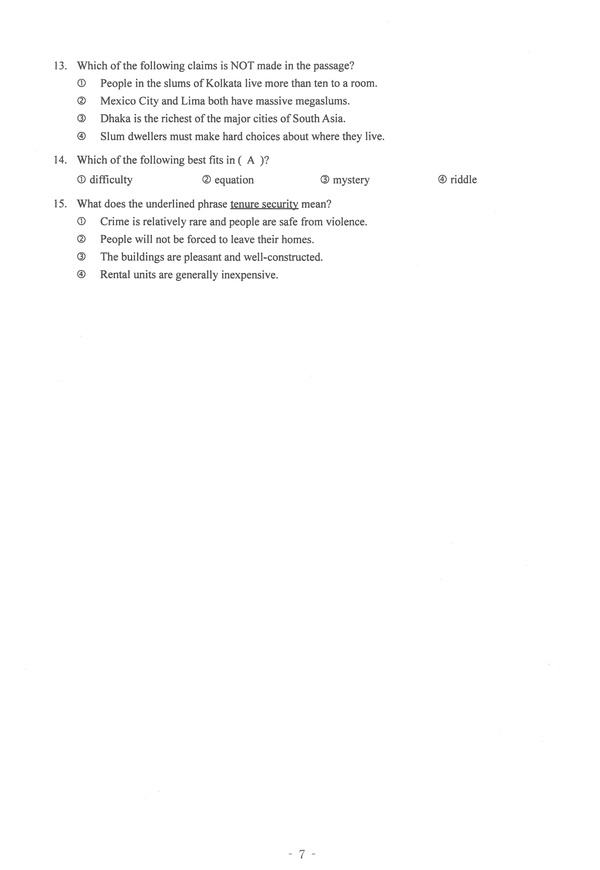 13. Which of the following claims is NOT made in the passage?
① People in the slums of Kolkata live more than ten to a room.
② Mexico City and Lima both have massive megaslums.
③ Dhaka is the richest of the major cities of South Asia.
④ Slum dwellers must make hard choices about where they live.
14. Which of the following best fits in ( A )?
① difficulty ② equation ③ mystery ④ riddle
15. What does the underlined phrase tenure security mean?
① Crime is relatively rare and people are safe from violence.
② People will not be forced to leave their homes.
③ The buildings are pleasant and well-constructed.
④ Rental units are generally inexpensive.
- 7 -